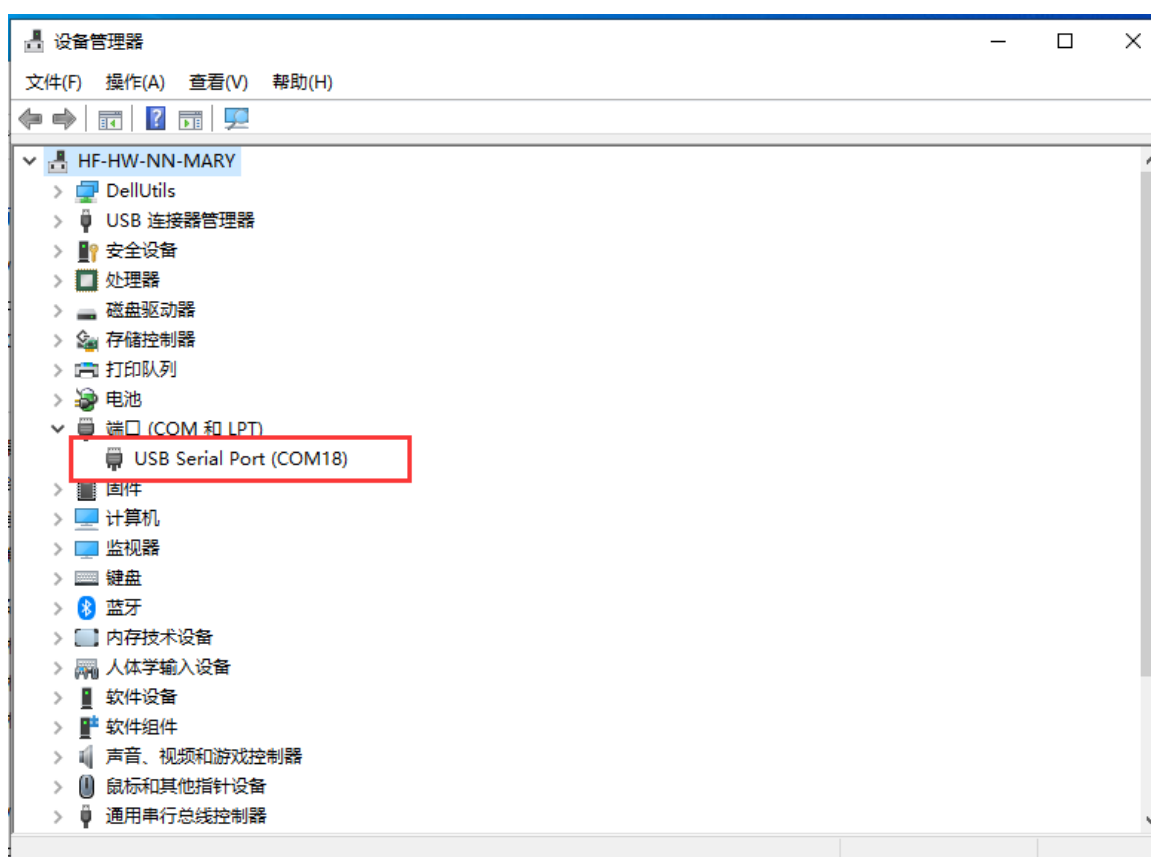 设备管理器
文件(F) 操作(A) 查看(V) 帮助(H)
HF-HW-NN-MARY
DellUtils
USB 连接器管理器
安全设备
处理器
磁盘驱动器
存储控制器
打印队列
电池
端口 (COM 和 LPT)
USB Serial Port (COM18)
固件
计算机
监视器
键盘
蓝牙
内存技术设备
人体学输入设备
软件设备
软件组件
声音、视频和游戏控制器
鼠标和其他指针设备
通用串行总线控制器